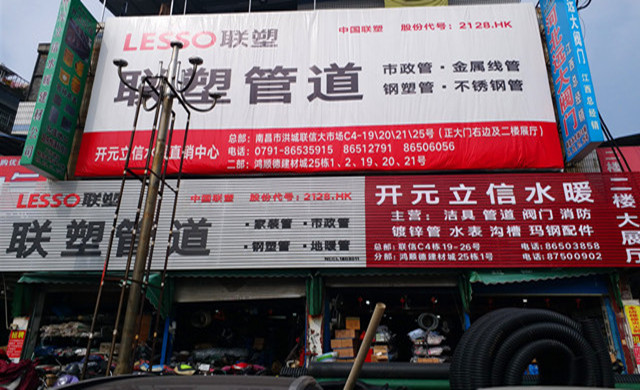 LESSO联塑
中国联塑 股份代号：2128.HK
联塑管道
市政管·金属线管
钢塑管·不锈钢管
开元立信水暖直销中心
总部：南昌市洪城联信大市场C4-19\20\21\25号（正大门右边及二楼展厅）
电话：0791-86535915 86512791 86506056
二部：鸿顺德建材城25栋1、2、19、20、21号
大阀门
江西总经销
LESSO联塑
中国联塑 股份代号：2128.HK
联塑管道
·家装管·市政管
·钢塑管·地暖管
开元立信水暖
主营：洁具 管道 阀门 消防
镀锌管 水表 沟槽 玛钢配件
总部：联信C4栋19-26号 电话：86503858
分部：鸿顺德建材城25栋1号 电话：87500902
二楼大展厅